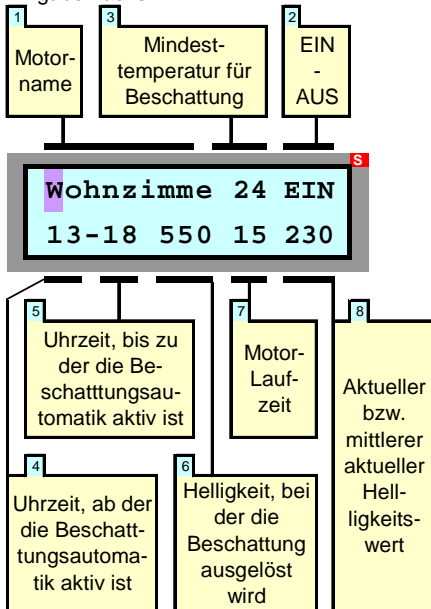 1
Motor-
name
3
Mindest-
temperatur für
Beschattung
2
EIN
-
AUS
S
Wohnzimme 24 EIN
13-18 550 15 230
5
Uhrzeit, bis zu
der die Be-
schatttungsau-
tomatik aktiv ist
7
Motor-
Lauf-
zeit
8
Aktueller
bzw.
mittlerer
aktueller
Hell-
ligkeits-
wert
4
Uhrzeit, ab der
die Beschatt-
tungsautoma-
tik aktiv ist
6
Helligkeit, bei
der die
Beschattung
ausgelöst
wird